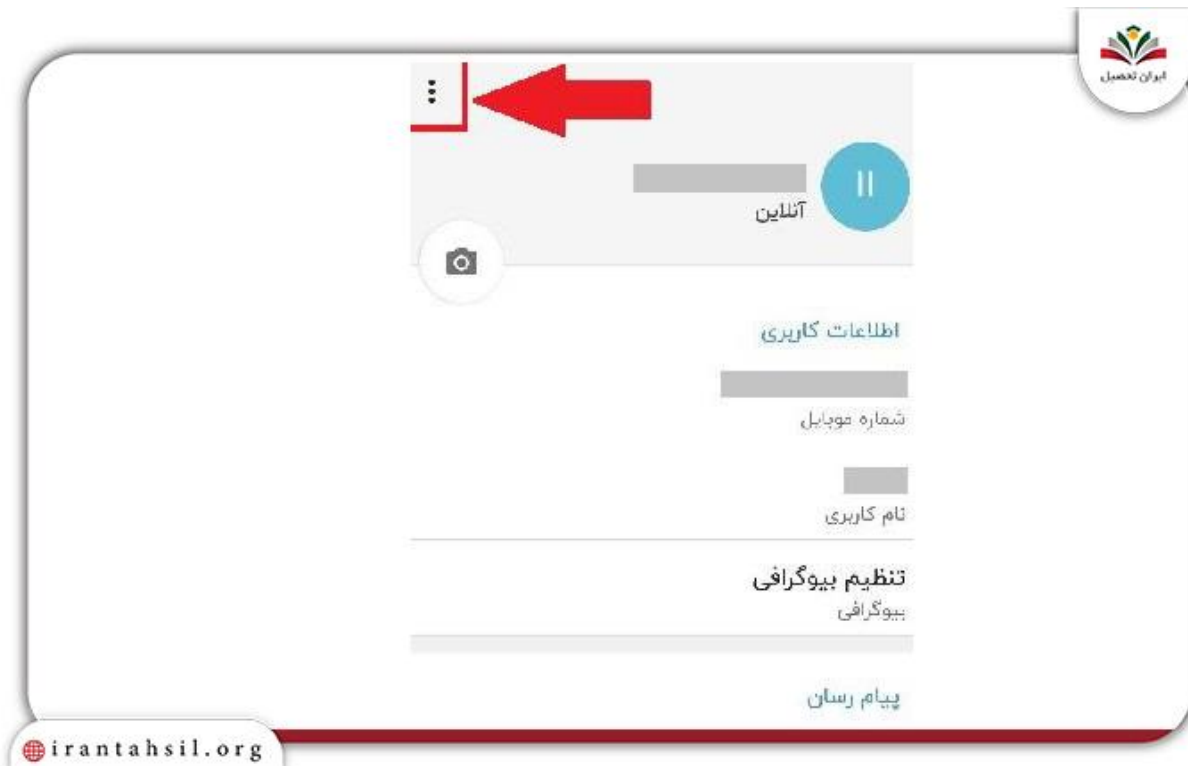 ایران تحصیل
آنلاین
اطلاعات کاربری
شماره موبایل
نام کاربری
تنظیم بیوگرافی
بیوگرافی
پیام رسان
irantahsil.org